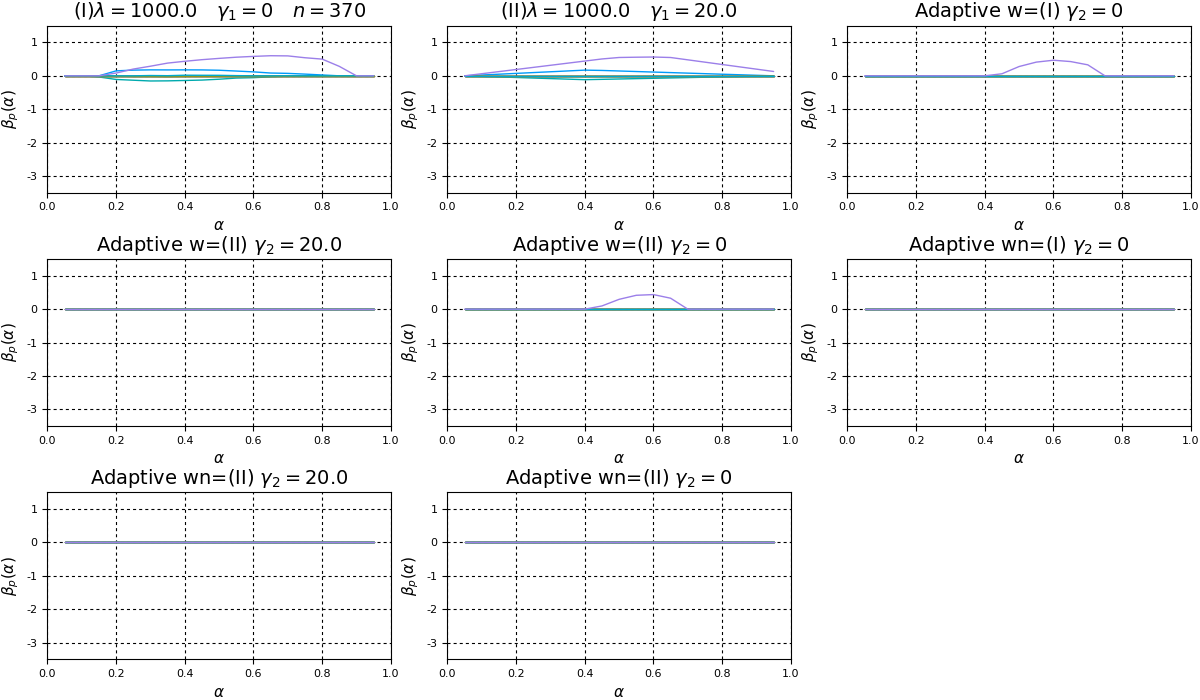 (I)λ = 1000.0 γ₁ = 0 n = 370
(II)λ = 1000.0 γ₁ = 20.0
Adaptive w=(I) γ₂ = 0
1 1 1
0 0 0
-1 -1 -1
-2 -2 -2
-3 -3 -3
βₚ(α) βₚ(α) βₚ(α)
0.0 0.2 0.4 0.6 0.8 1.0
0.0 0.2 0.4 0.6 0.8 1.0
0.0 0.2 0.4 0.6 0.8 1.0
α α α
Adaptive w=(II) γ₂ = 20.0
Adaptive w=(II) γ₂ = 0
Adaptive wn=(I) γ₂ = 0
1 1 1
0 0 0
-1 -1 -1
-2 -2 -2
-3 -3 -3
βₚ(α) βₚ(α) βₚ(α)
0.0 0.2 0.4 0.6 0.8 1.0
0.0 0.2 0.4 0.6 0.8 1.0
0.0 0.2 0.4 0.6 0.8 1.0
α α α
Adaptive wn=(II) γ₂ = 20.0
Adaptive wn=(II) γ₂ = 0
1 1
0 0
-1 -1
-2 -2
-3 -3
βₚ(α) βₚ(α)
0.0 0.2 0.4 0.6 0.8 1.0
0.0 0.2 0.4 0.6 0.8 1.0
α α